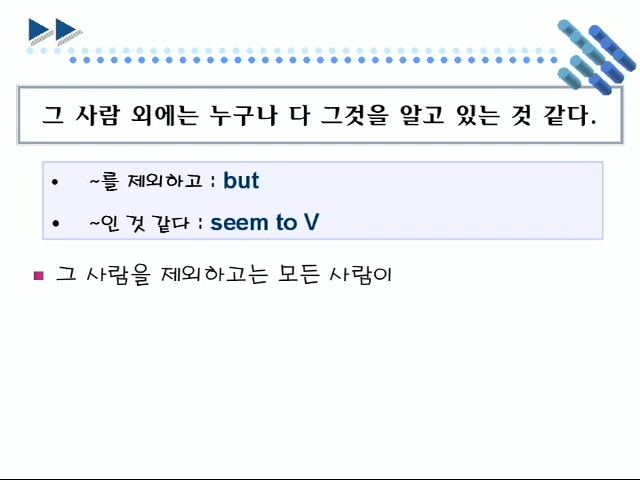 그 사람 외에는 누구나 다 그것을 알고 있는 것 같다.
• ~를 제외하고 : but
• ~인 것 같다 : seem to V
그 사람을 제외하고는 모든 사람이